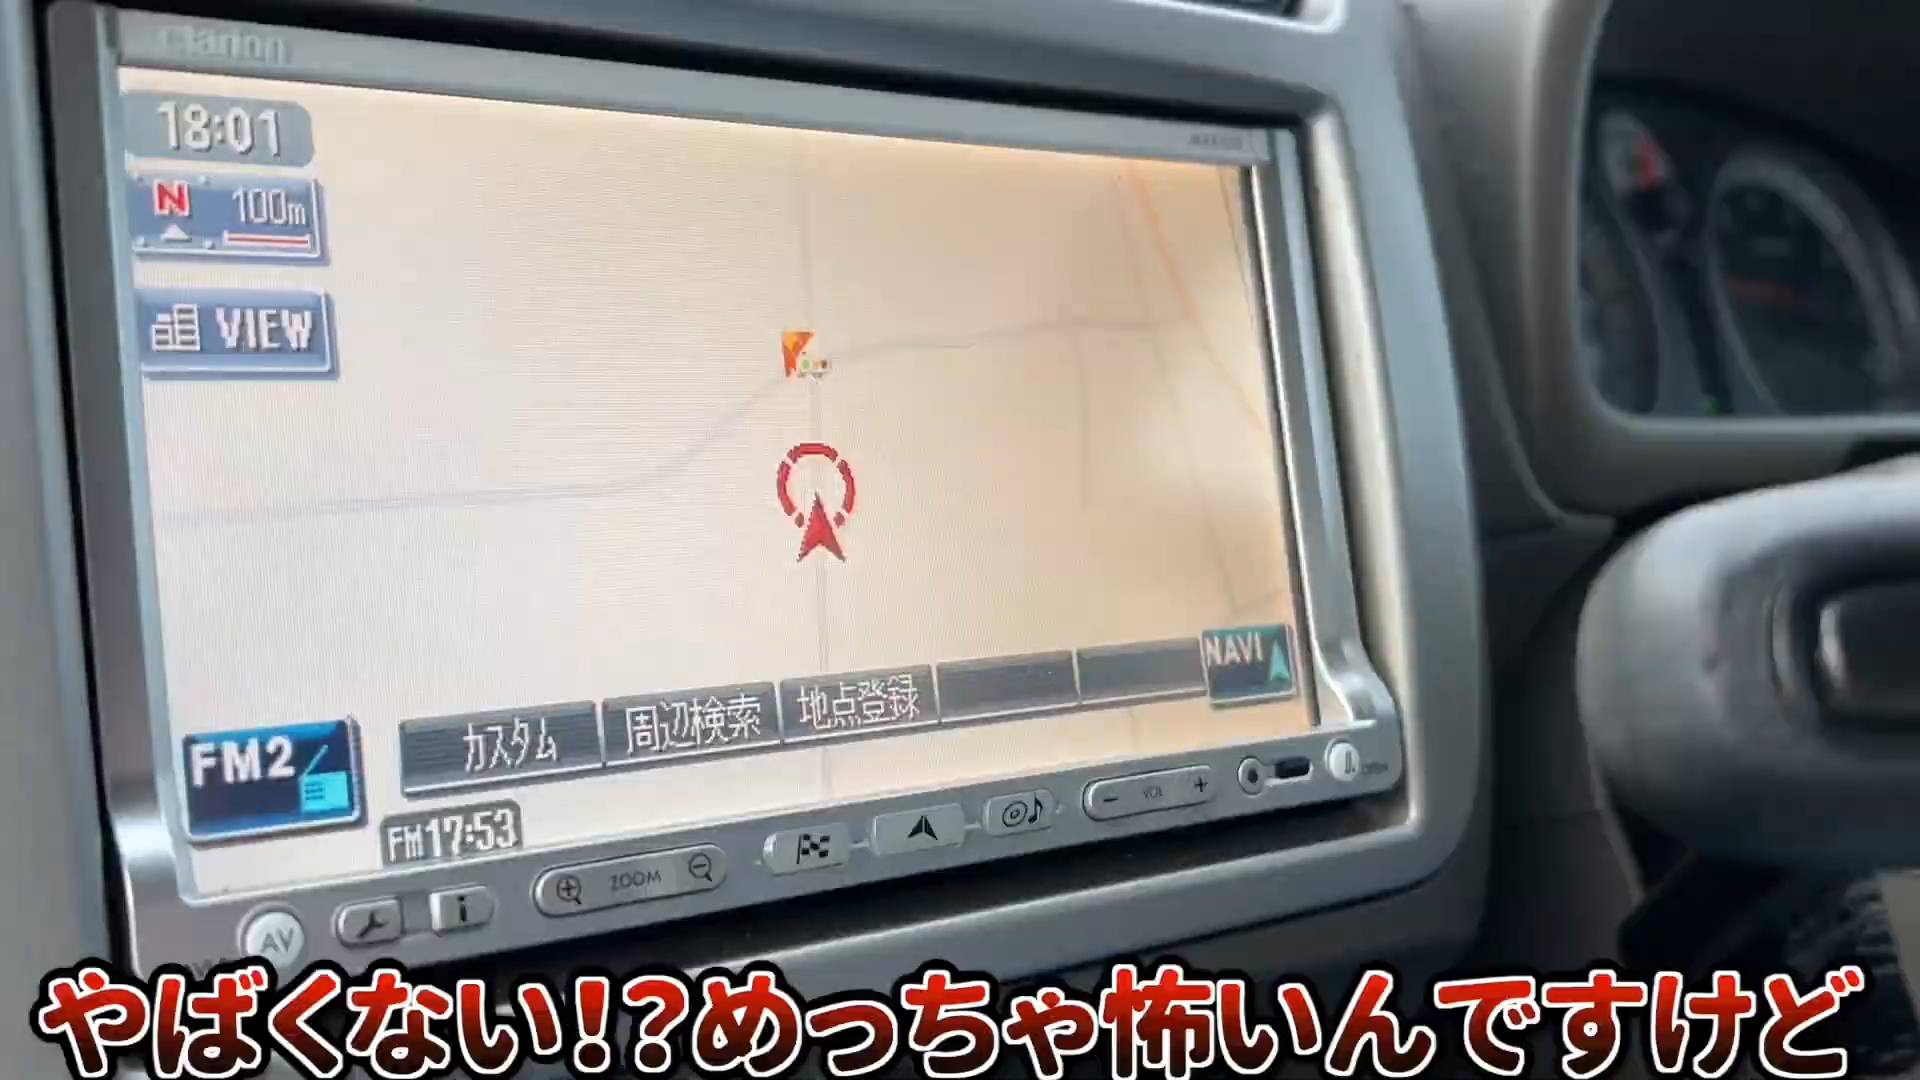 Clarion
18:01
N 100m
VIEW
NAVI
カスタム 周辺検索 地点登録
FM2
FM17:53
ZOOM
VOL
OPEN
AV
やばくない!?めっちゃ怖いんですけど